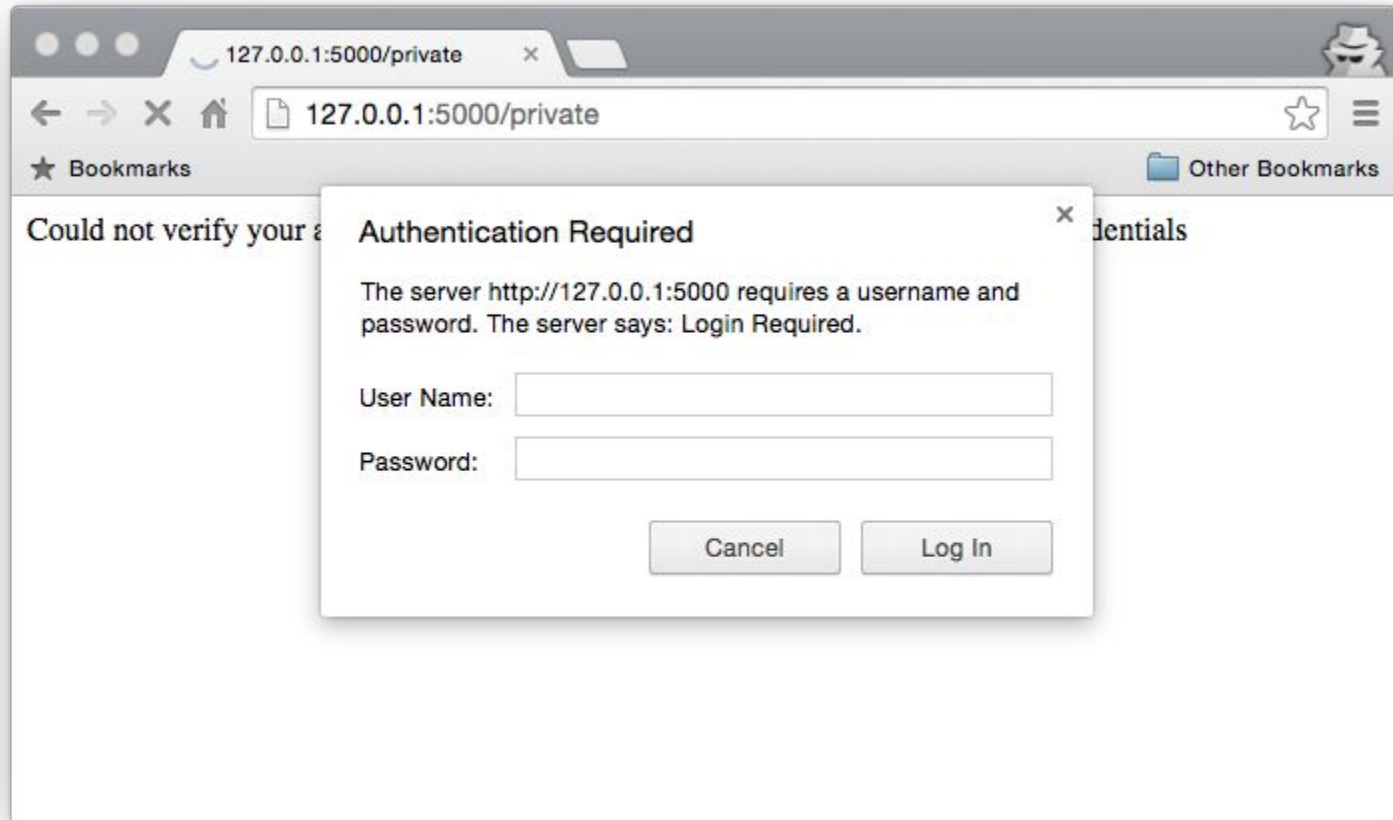 127.0.0.1:5000/private
127.0.0.1:5000/private
Bookmarks
Other Bookmarks
Could not verify your
Authentication Required
The server http://127.0.0.1:5000 requires a username and
password. The server says: Login Required.
User Name:
Password:
Cancel
Log In